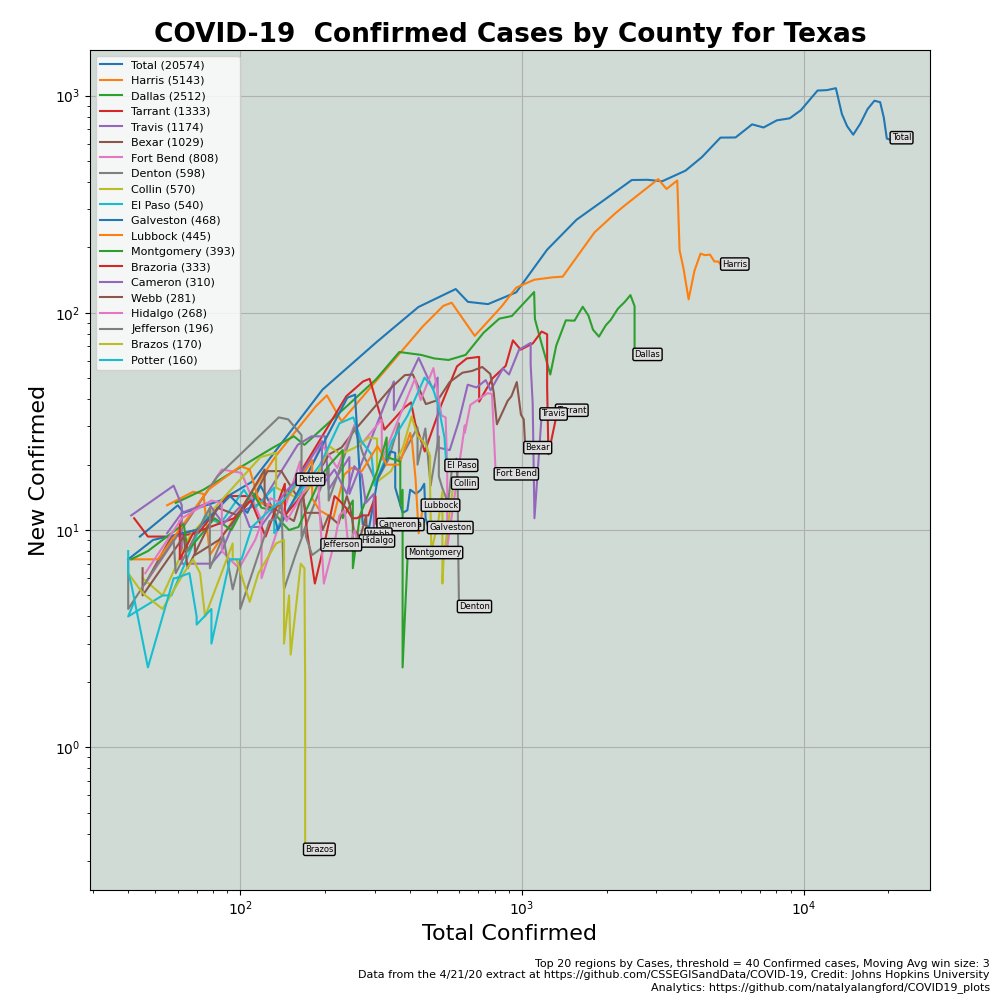 COVID-19  Confirmed Cases by County for Texas
Total (20574)
Harris (5143)
Dallas (2512)
Tarrant (1333)
Travis (1174)
Bexar (1029)
Fort Bend (808)
Denton (598)
Collin (570)
El Paso (540)
Galveston (468)
Lubbock (445)
Montgomery (393)
Brazoria (333)
Cameron (310)
Webb (281)
Hidalgo (268)
Jefferson (196)
Brazos (170)
Potter (160)
New Confirmed
10³
10²
10¹
10⁰
Total
Harris
Dallas
Travis
Bexar
El Paso
Fort Bend
Collin
Potter
Lubbock
Cameron
Galveston
Webb
Hidalgo
Jefferson
Montgomery
Denton
Brazos
10²
10³
10⁴
Total Confirmed
Top 20 regions by Cases, threshold = 40 Confirmed cases, Moving Avg win size: 3
Data from the 4/21/20 extract at https://github.com/CSSEGISandData/COVID-19, Credit: Johns Hopkins University
Analytics: https://github.com/natalyalangford/COVID19_plots